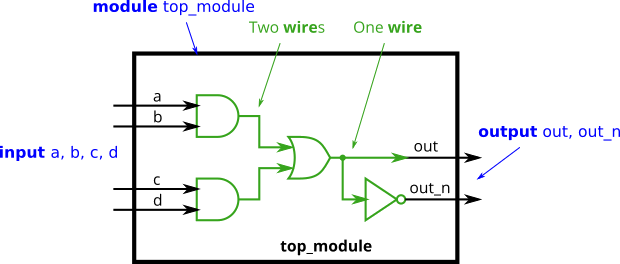 module top_module
Two wires
One wire
a
b
input a, b, c, d
c
d
out
out_n
output out, out_n
top_module